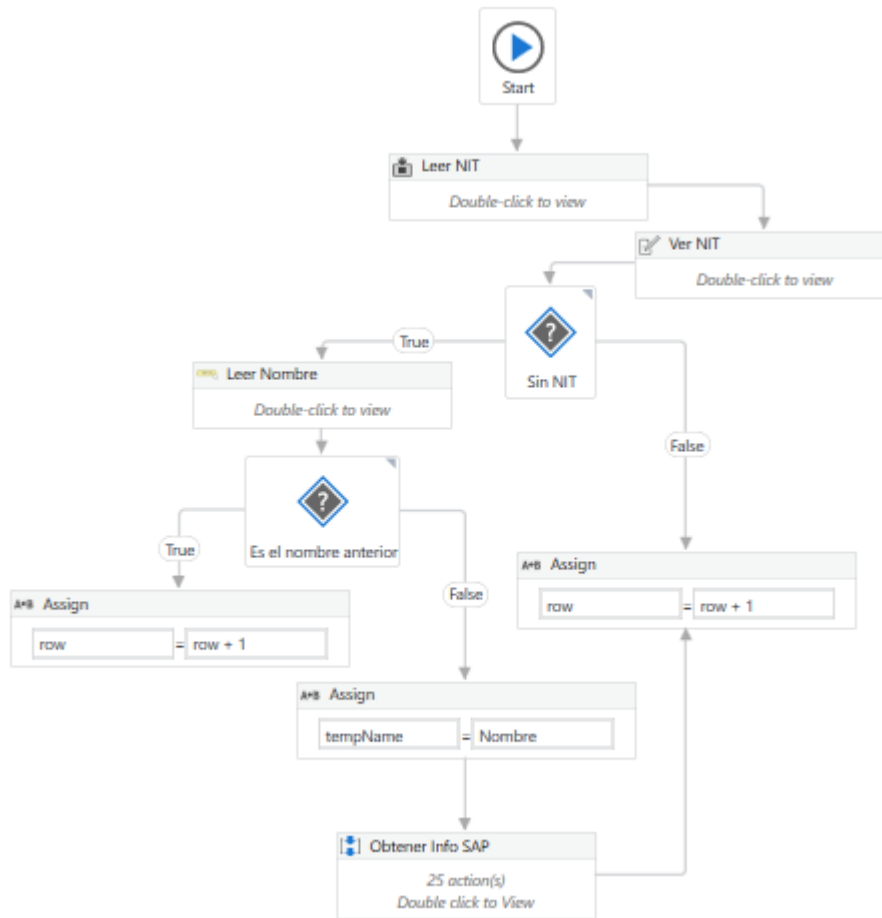 Start
Leer NIT
Double-click to view
Ver NIT
Double-click to view
Sin NIT
True
False
Leer Nombre
Double-click to view
Es el nombre anterior
True
False
A+B Assign
row = row + 1
A+B Assign
row = row + 1
A+B Assign
tempName = Nombre
Obtener Info SAP
25 action(s)
Double click to View